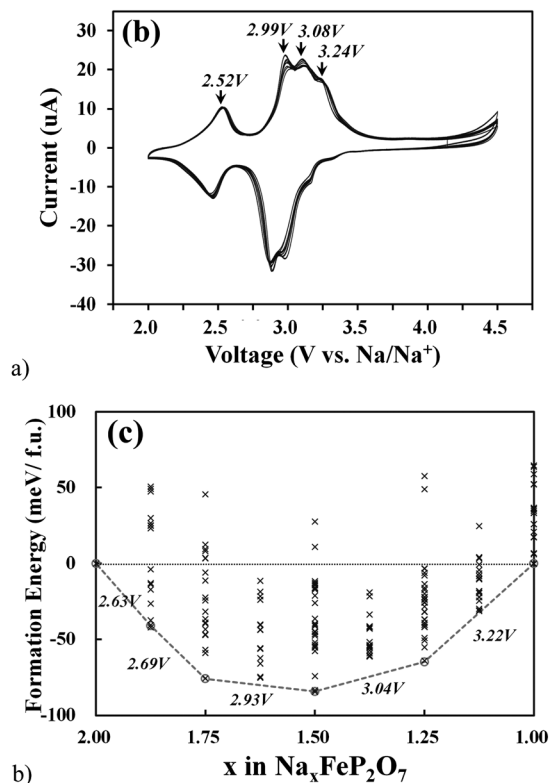 (b)
2.99V 3.08V
3.24V
2.52V
30
20
10
0
-10
-20
-30
-40
Current (uA)
2.0 2.5 3.0 3.5 4.0 4.5
Voltage (V vs. Na/Na⁺)
a)
(c)
100
50
0
-50
-100
Formation Energy (meV/ f.u.)
2.63V
2.69V
2.93V
3.04V
3.22V
2.00 1.75 1.50 1.25 1.00
x in NaₓFeP₂O₇
b)